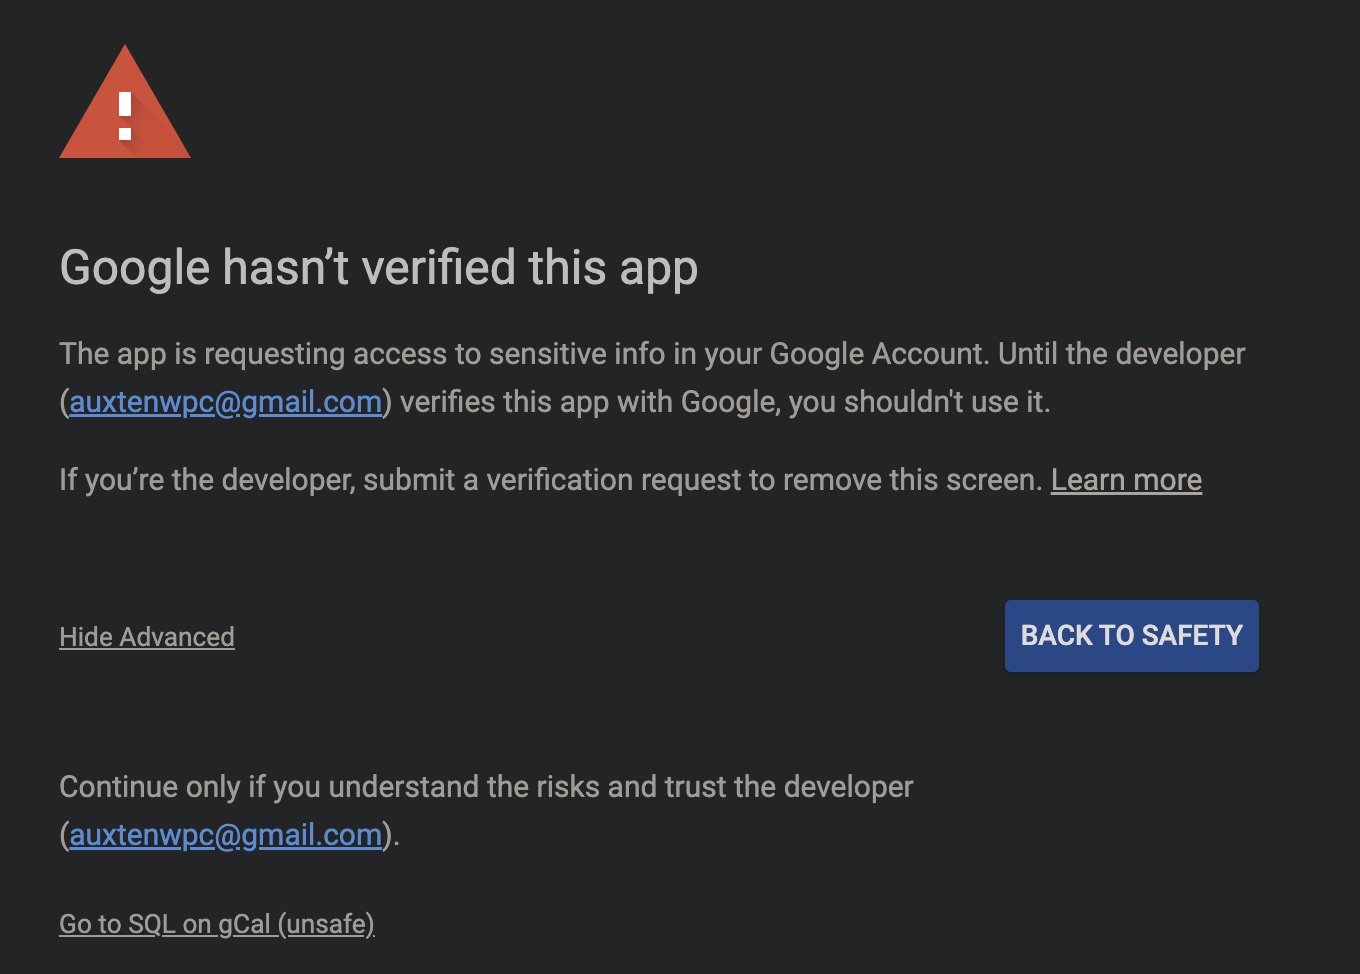 Google hasn’t verified this app
The app is requesting access to sensitive info in your Google Account. Until the developer
(auxtenwpc@gmail.com) verifies this app with Google, you shouldn't use it.
If you’re the developer, submit a verification request to remove this screen. Learn more
Hide Advanced
BACK TO SAFETY
Continue only if you understand the risks and trust the developer
(auxtenwpc@gmail.com).
Go to SQL on gCal (unsafe)